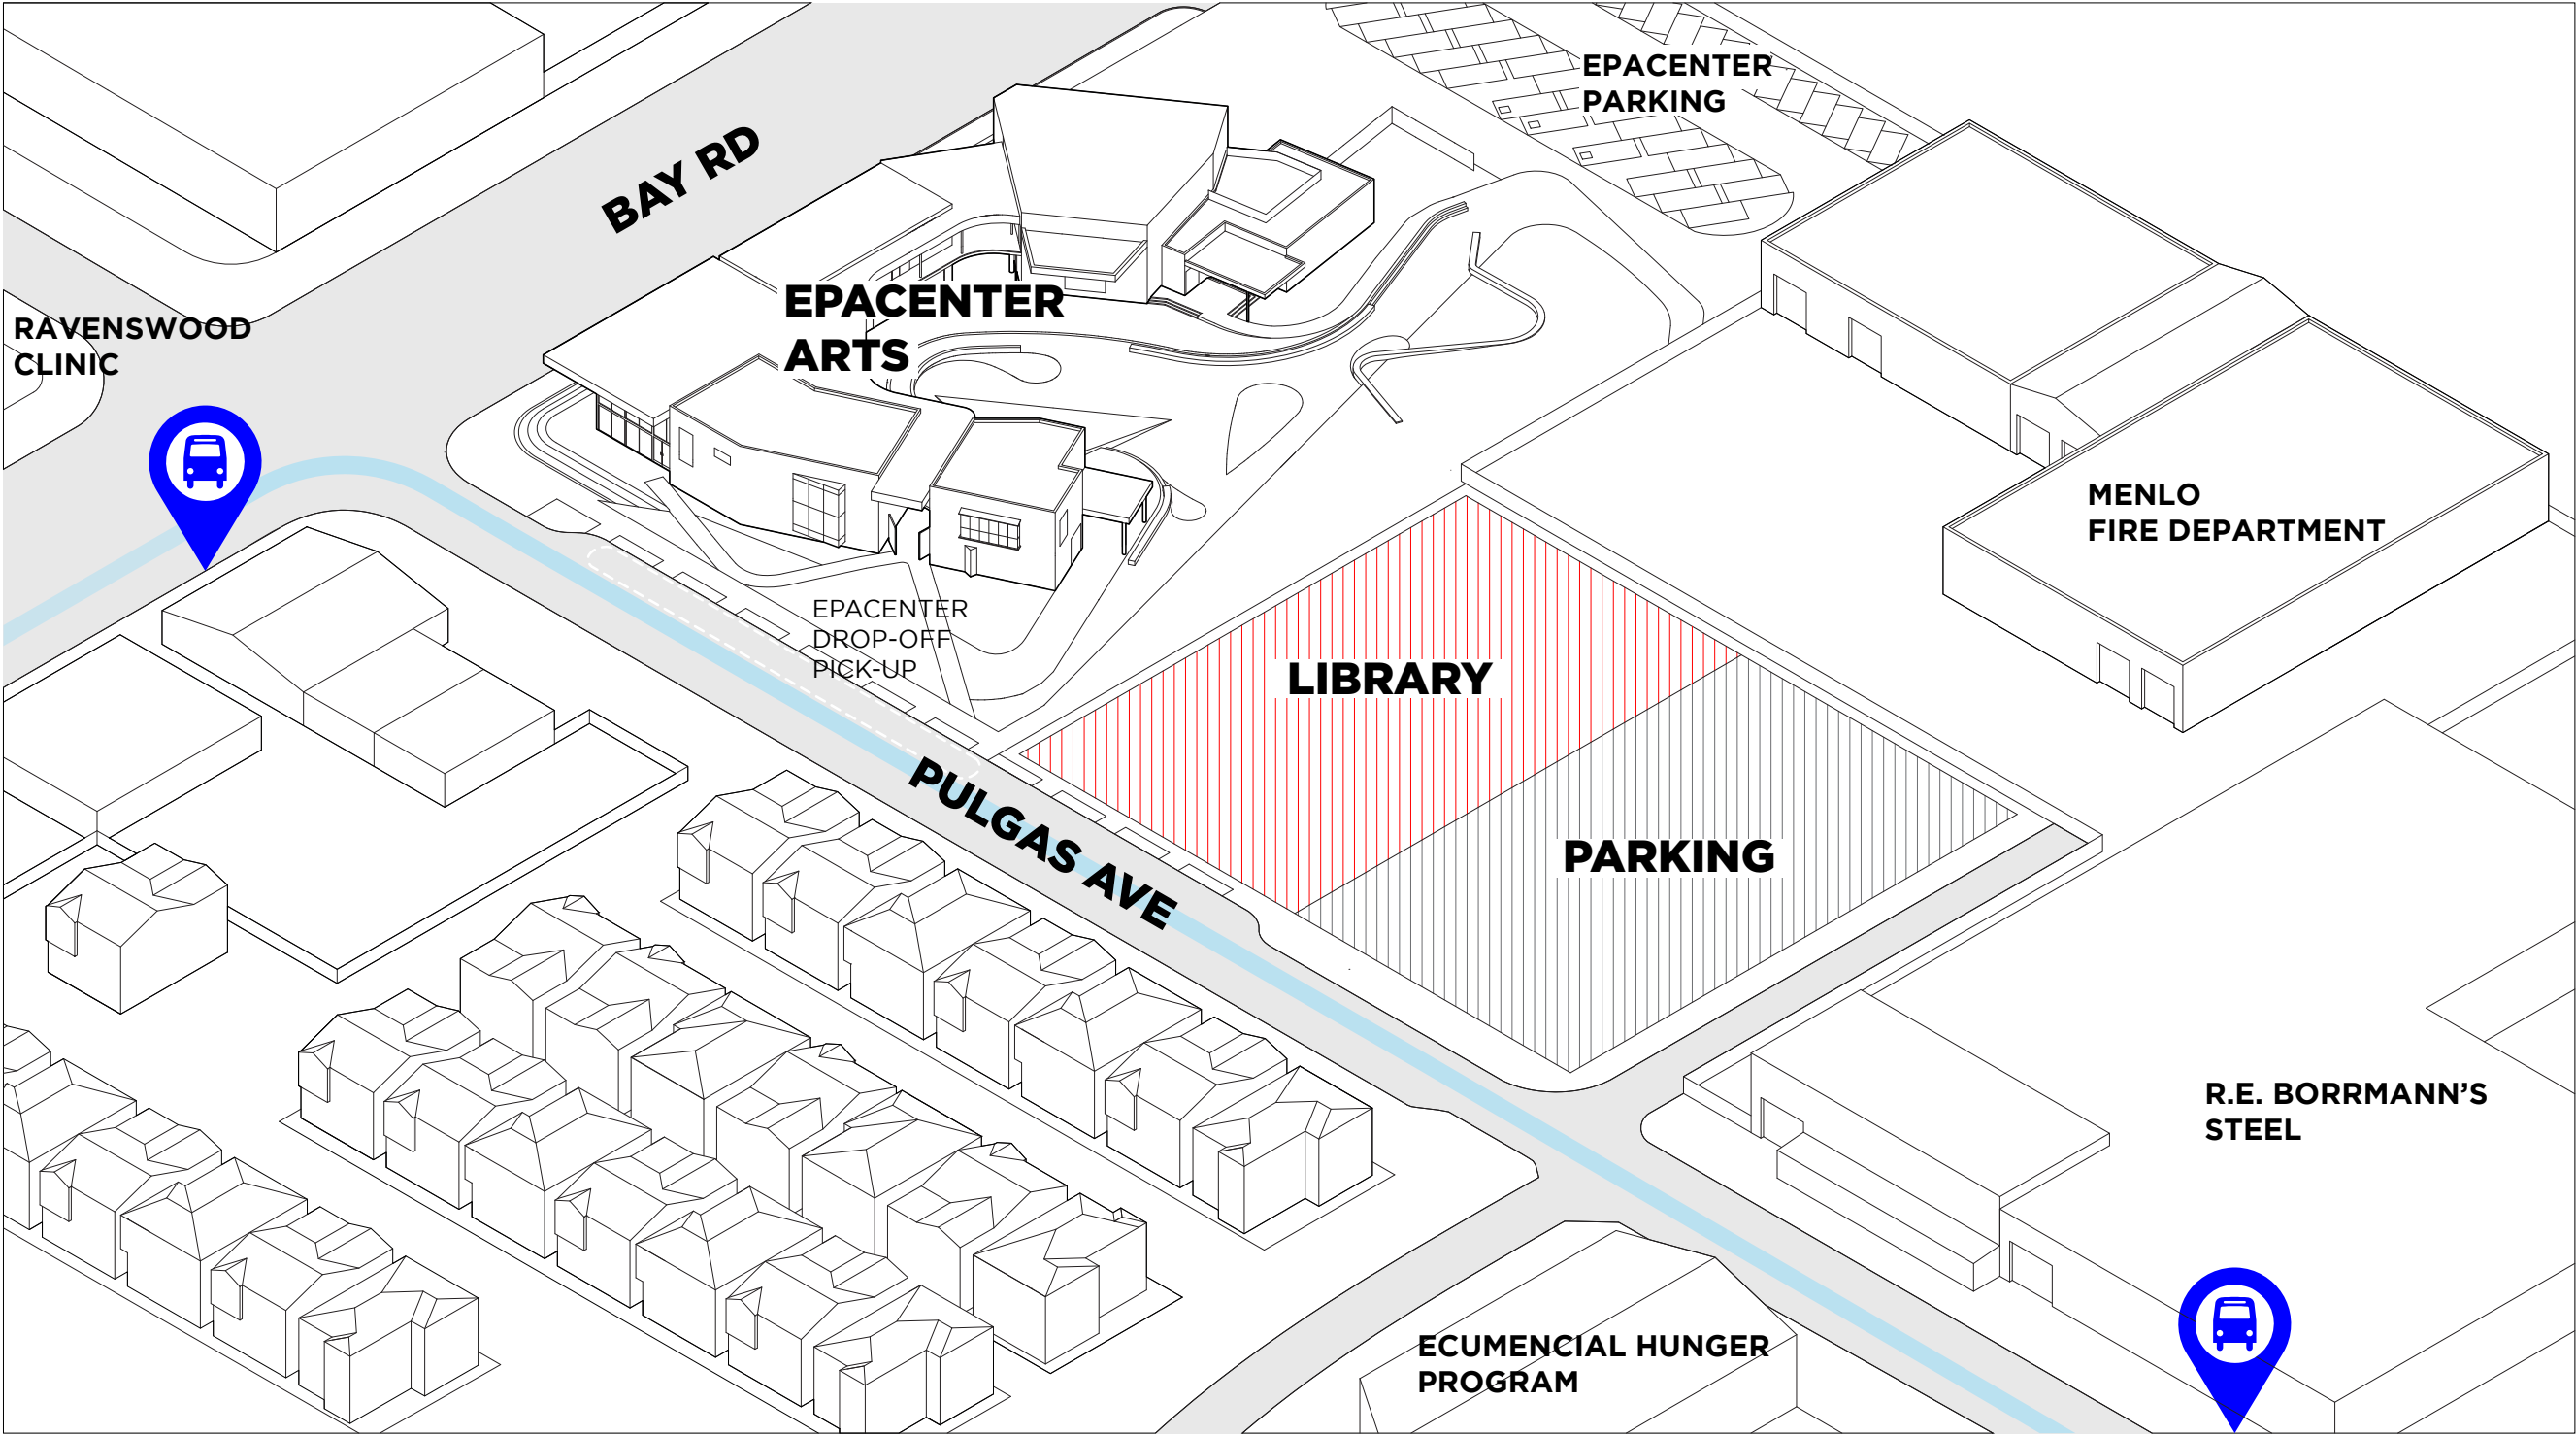 EPACENTER
PARKING
BAY RD
EPACENTER
ARTS
RAVENSWOOD
CLINIC
MENLO
FIRE DEPARTMENT
EPACENTER
DROP-OFF
PICK-UP
LIBRARY
PULGAS AVE
PARKING
R.E. BORRMANN’S
STEEL
ECUMENCIAL HUNGER
PROGRAM